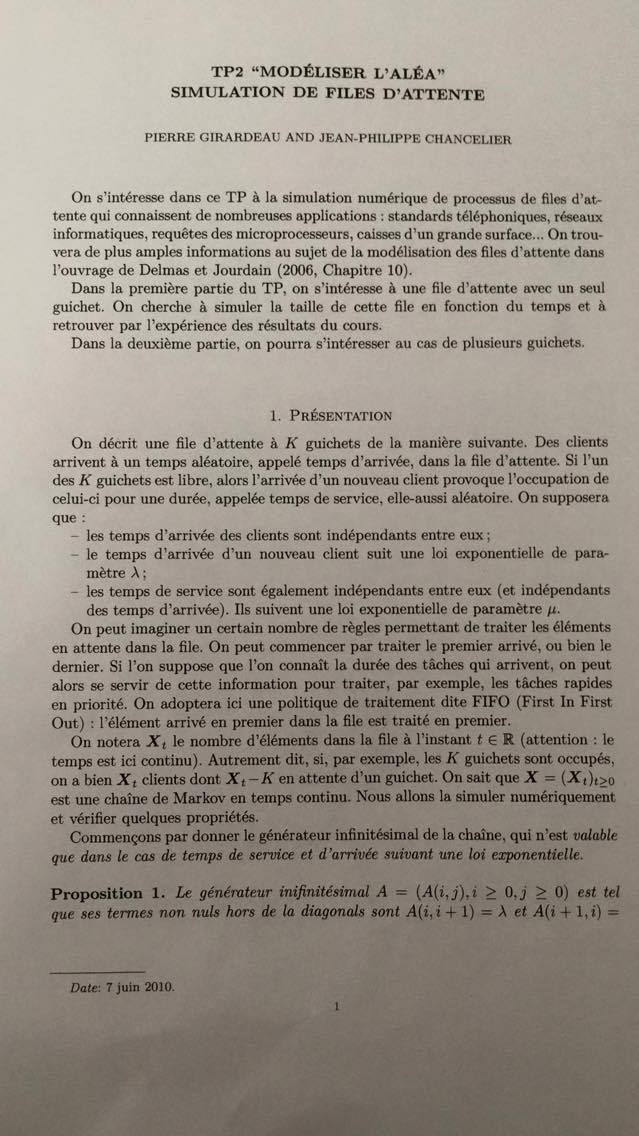 TP2 “MODÉLISER L’ALÉA”
SIMULATION DE FILES D’ATTENTE
PIERRE GIRARDEAU AND JEAN-PHILIPPE CHANCELIER
On s’intéresse dans ce TP à la simulation numérique de processus de files d’at-
tente qui connaissent de nombreuses applications : standards téléphoniques, réseaux
informatiques, requêtes des microprocesseurs, caisses d’un grande surface... On trou-
vera de plus amples informations au sujet de la modélisation des files d’attente dans
l’ouvrage de Delmas et Jourdain (2006, Chapitre 10).
Dans la première partie du TP, on s’intéresse à une file d’attente avec un seul
guichet. On cherche à simuler la taille de cette file en fonction du temps et à
retrouver par l’expérience des résultats du cours.
Dans la deuxième partie, on pourra s’intéresser au cas de plusieurs guichets.
1. PRÉSENTATION
On décrit une file d’attente à K guichets de la manière suivante. Des clients
arrivent à un temps aléatoire, appelé temps d’arrivée, dans la file d’attente. Si l’un
des K guichets est libre, alors l’arrivée d’un nouveau client provoque l’occupation de
celui-ci pour une durée, appelée temps de service, elle-aussi aléatoire. On supposera
que :
– les temps d’arrivée des clients sont indépendants entre eux ;
– le temps d’arrivée d’un nouveau client suit une loi exponentielle de para-
mètre λ ;
– les temps de service sont également indépendants entre eux (et indépendants
des temps d’arrivée). Ils suivent une loi exponentielle de paramètre μ.
On peut imaginer un certain nombre de règles permettant de traiter les éléments
en attente dans la file. On peut commencer par traiter le premier arrivé, ou bien le
dernier. Si l’on suppose que l’on connaît la durée des tâches qui arrivent, on peut
alors se servir de cette information pour traiter, par exemple, les tâches rapides
en priorité. On adoptera ici une politique de traitement dite FIFO (First In First
Out) : l’élément arrivé en premier dans la file est traité en premier.
On notera Xₜ le nombre d’éléments dans la file à l’instant t ∈ ℝ (attention : le
temps est ici continu). Autrement dit, si, par exemple, les K guichets sont occupés,
on a bien Xₜ clients dont Xₜ−K en attente d’un guichet. On sait que X = (Xₜ)ₜ≥₀
est une chaîne de Markov en temps continu. Nous allons la simuler numériquement
et vérifier quelques propriétés.
Commençons par donner le générateur infinitésimal de la chaîne, qui n’est valable
que dans le cas de temps de service et d’arrivée suivant une loi exponentielle.
Proposition 1. Le générateur inifinitésimal A = (A(i, j), i ≥ 0, j ≥ 0) est tel
que ses termes non nuls hors de la diagonals sont A(i, i + 1) = λ et A(i + 1, i) =
Date: 7 juin 2010.
1